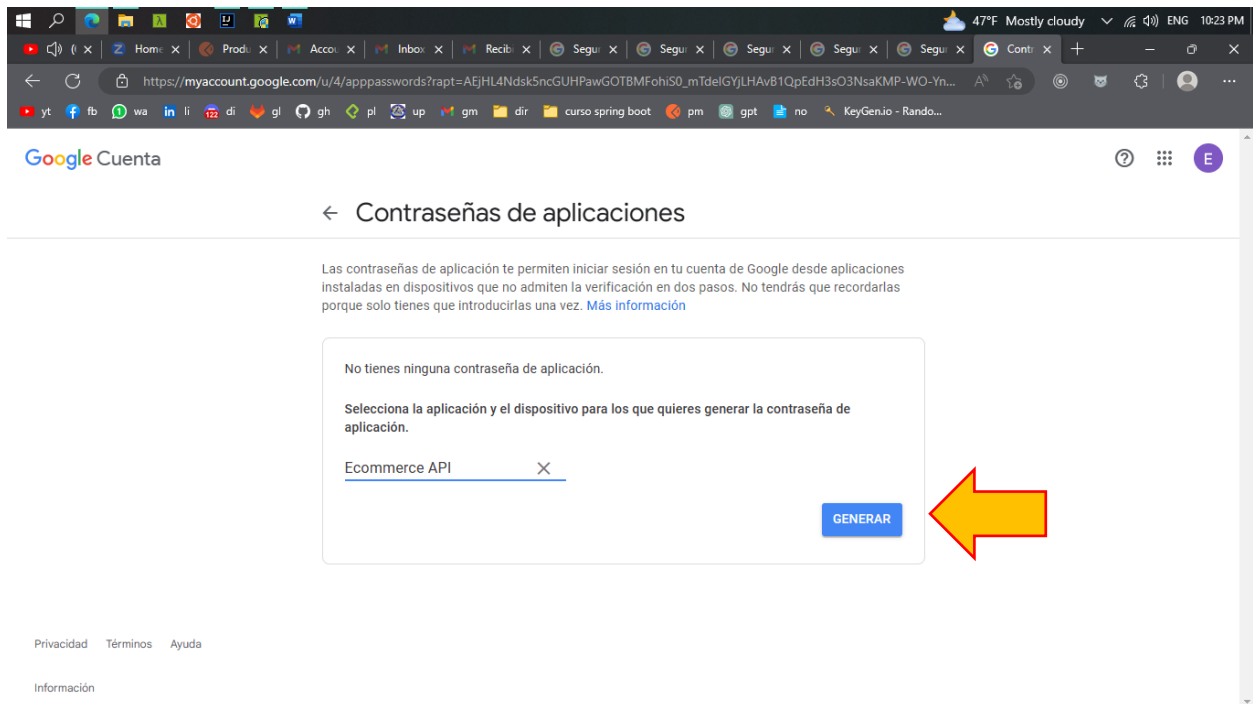 47°F Mostly cloudy ENG 10:23 PM
Home Produ Accou Inbox Recibi Segur Segur Segur Segur Segur Contr
https://myaccount.google.com/u/4/apppasswords?rapt=AEjHL4Ndsk5ncGUHPawGOTBMFohiS0_mTdelGYjLHAvB1QpEdH3sO3NsaKMP-WO-Yn...
yt fb wa in li di gl gh pl up gm dir curso spring boot pm gpt no KeyGen.io - Rando...
Google Cuenta
E
Contraseñas de aplicaciones
Las contraseñas de aplicación te permiten iniciar sesión en tu cuenta de Google desde aplicaciones
instaladas en dispositivos que no admiten la verificación en dos pasos. No tendrás que recordarlas
porque solo tienes que introducirlas una vez. Más información
No tienes ninguna contraseña de aplicación.
Selecciona la aplicación y el dispositivo para los que quieres generar la contraseña de
aplicación.
Ecommerce API
GENERAR
Privacidad Términos Ayuda
Información